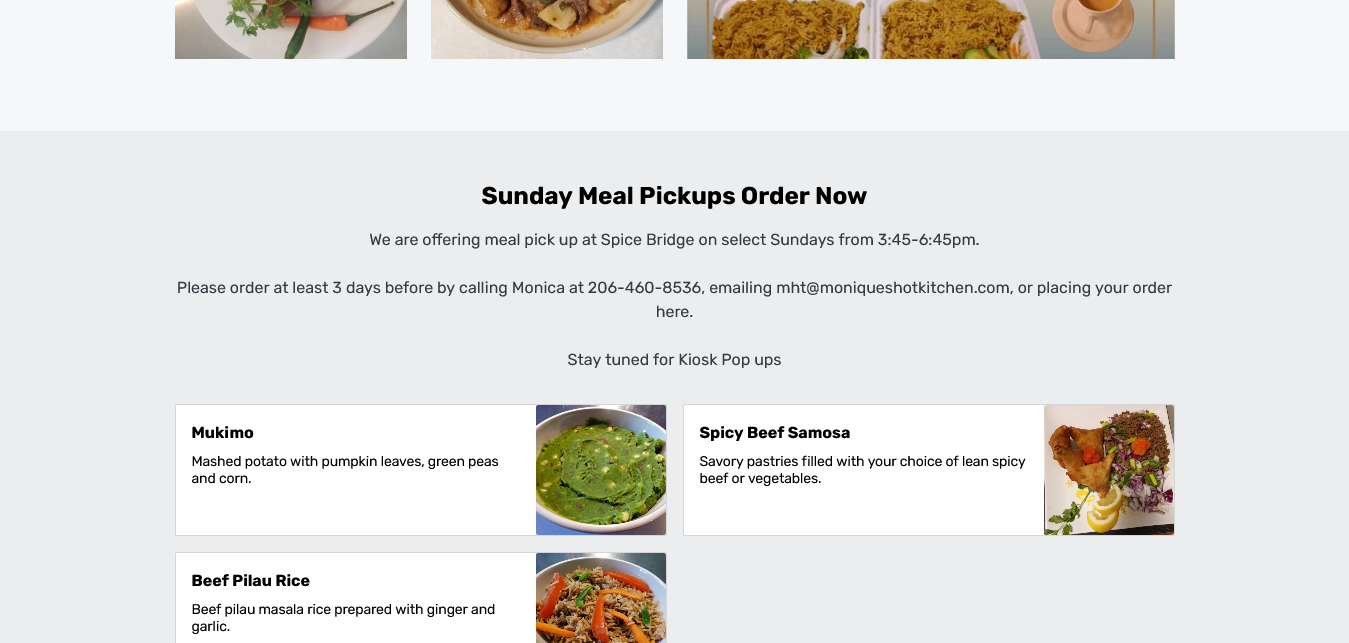 Sunday Meal Pickups Order Now
We are offering meal pick up at Spice Bridge on select Sundays from 3:45-6:45pm.
Please order at least 3 days before by calling Monica at 206-460-8536, emailing mht@moniqueshotkitchen.com, or placing your order
here.
Stay tuned for Kiosk Pop ups
Mukimo
Mashed potato with pumpkin leaves, green peas
and corn.
Spicy Beef Samosa
Savory pastries filled with your choice of lean spicy
beef or vegetables.
Beef Pilau Rice
Beef pilau masala rice prepared with ginger and
garlic.